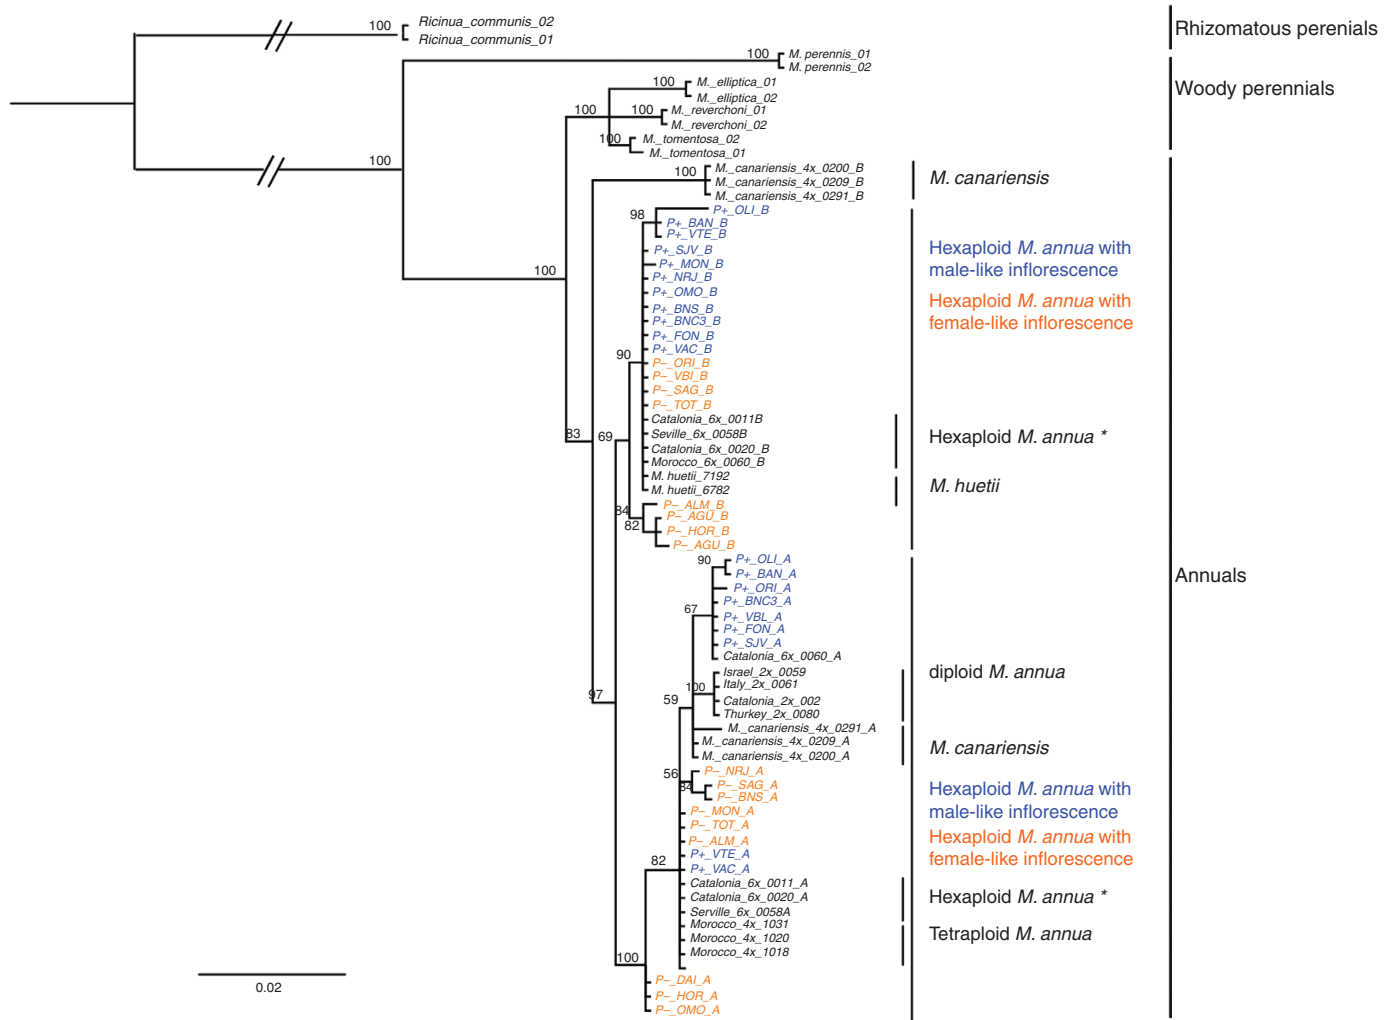 100
Ricinua_communis_02
Ricinua_communis_01
Rhizomatous perenials
100
M. perennis_01
M. perennis_02
Woody perennials
100
M._elliptica_01
M._elliptica_02
100
100
M._reverchoni_01
M._reverchoni_02
100
M._tomentosa_02
M._tomentosa_01
100
100
M._canariensis_4x_0200_B
M._canariensis_4x_0209_B
M._canariensis_4x_0291_B
M. canariensis
98
P+_OLI_B
P+_BAN_B
P+_VTE_B
P+_SJV_B
P+_MON_B
P+_NRJ_B
P+_OMO_B
P+_BNS_B
P+_BNC3_B
P+_FON_B
P+_VAC_B
Hexaploid M. annua with
male-like inflorescence
Hexaploid M. annua with
female-like inflorescence
100
90
P–_ORI_B
P–_VBI_B
P–_SAG_B
P–_TOT_B
Catalonia_6x_0011B
Seville_6x_0058B
Catalonia_6x_0020_B
Morocco_6x_0060_B
Hexaploid M. annua *
83
69
M. huetii_7192
M. huetii_6782
M. huetii
84
82
P–_ALM_B
P–_AGU_B
P–_HOR_B
P–_AGU_B
90
P+_OLI_A
P+_BAN_A
P+_ORI_A
P+_BNC3_A
P+_VBL_A
P+_FON_A
P+_SJV_A
Catalonia_6x_0060_A
67
Annuals
Israel_2x_0059
Italy_2x_0061
Catalonia_2x_002
Thurkey_2x_0080
diploid M. annua
100
97
59
M._canariensis_4x_0291_A
M._canariensis_4x_0209_A
M._canariensis_4x_0200_A
M. canariensis
56
84
P–_NRJ_A
P–_SAG_A
P–_BNS_A
P–_MON_A
P–_TOT_A
P–_ALM_A
P+_VTE_A
P+_VAC_A
Hexaploid M. annua with
male-like inflorescence
Hexaploid M. annua with
female-like inflorescence
82
Catalonia_6x_0011_A
Catalonia_6x_0020_A
Serville_6x_0058A
Hexaploid M. annua *
Morocco_4x_1031
Morocco_4x_1020
Morocco_4x_1018
Tetraploid M. annua
100
P–_DAI_A
P–_HOR_A
P–_OMO_A
0.02